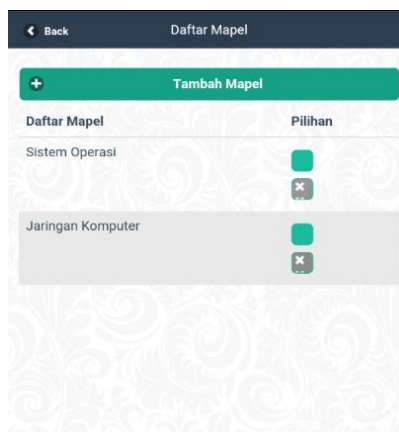 Back
Daftar Mapel
Tambah Mapel
Daftar Mapel Pilihan
Sistem Operasi
Jaringan Komputer